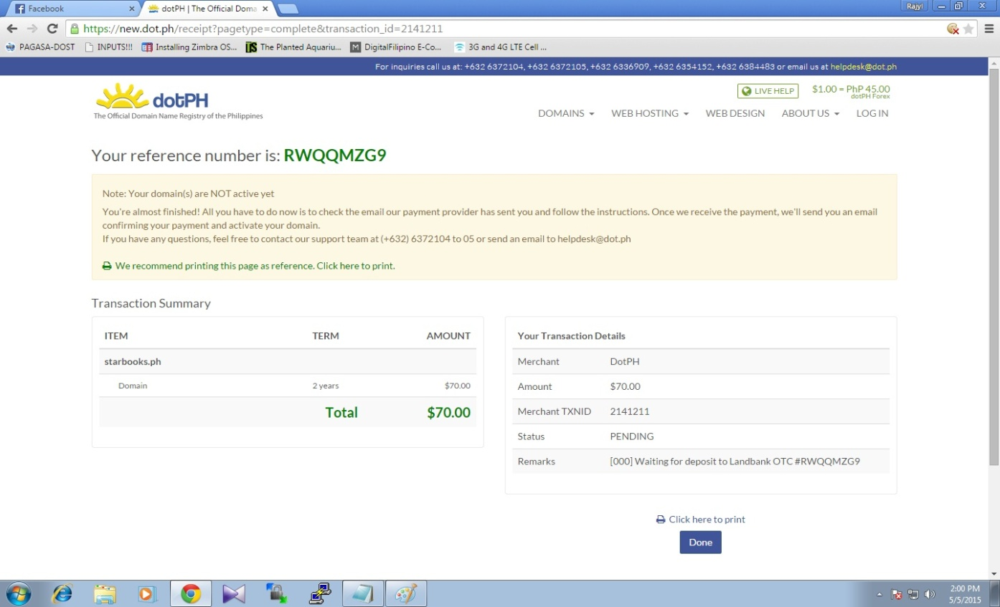 Facebook
dotPH | The Official Doma
Rajyl
https://new.dot.ph/receipt?pagetype=complete&transaction_id=2141211
PAGASA-DOST INPUTS!!! Installing Zimbra OS... The Planted Aquariu... DigitalFilipino E-Co... 3G and 4G LTE Cell ...
For inquiries call us at: +632 6372104, +632 6372105, +632 6336909, +632 6354152, +632 6384483 or email us at helpdesk@dot.ph
dotPH
The Official Domain Name Registry of the Philippines
LIVE HELP $1.00 = PhP 45.00
dotPH Forex
DOMAINS WEB HOSTING WEB DESIGN ABOUT US LOG IN
Your reference number is: RWQQMZG9
Note: Your domain(s) are NOT active yet
You're almost finished! All you have to do now is to check the email our payment provider has sent you and follow the instructions. Once we receive the payment, we'll send you an email
confirming your payment and activate your domain.
If you have any questions, feel free to contact our support team at (+632) 6372104 to 05 or send an email to helpdesk@dot.ph
We recommend printing this page as reference. Click here to print.
Transaction Summary
ITEM TERM AMOUNT
starbooks.ph
Domain 2 years $70.00
Total $70.00
Your Transaction Details
Merchant DotPH
Amount $70.00
Merchant TXNID 2141211
Status PENDING
Remarks [000] Waiting for deposit to Landbank OTC #RWQQMZG9
Click here to print
Done
2:00 PM
5/5/2015